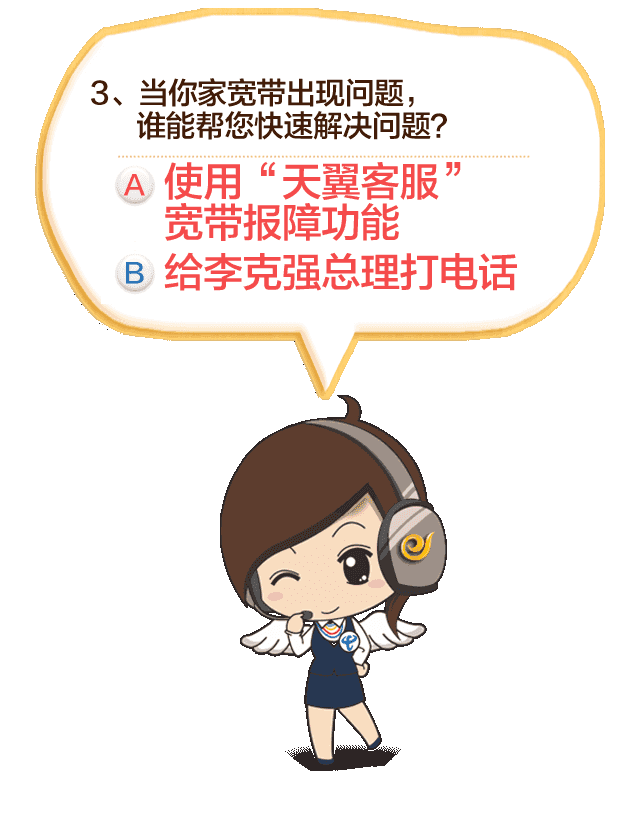 3、当你家宽带出现问题，
谁能帮您快速解决问题？
A 使用“天翼客服”
宽带报障功能
B 给李克强总理打电话